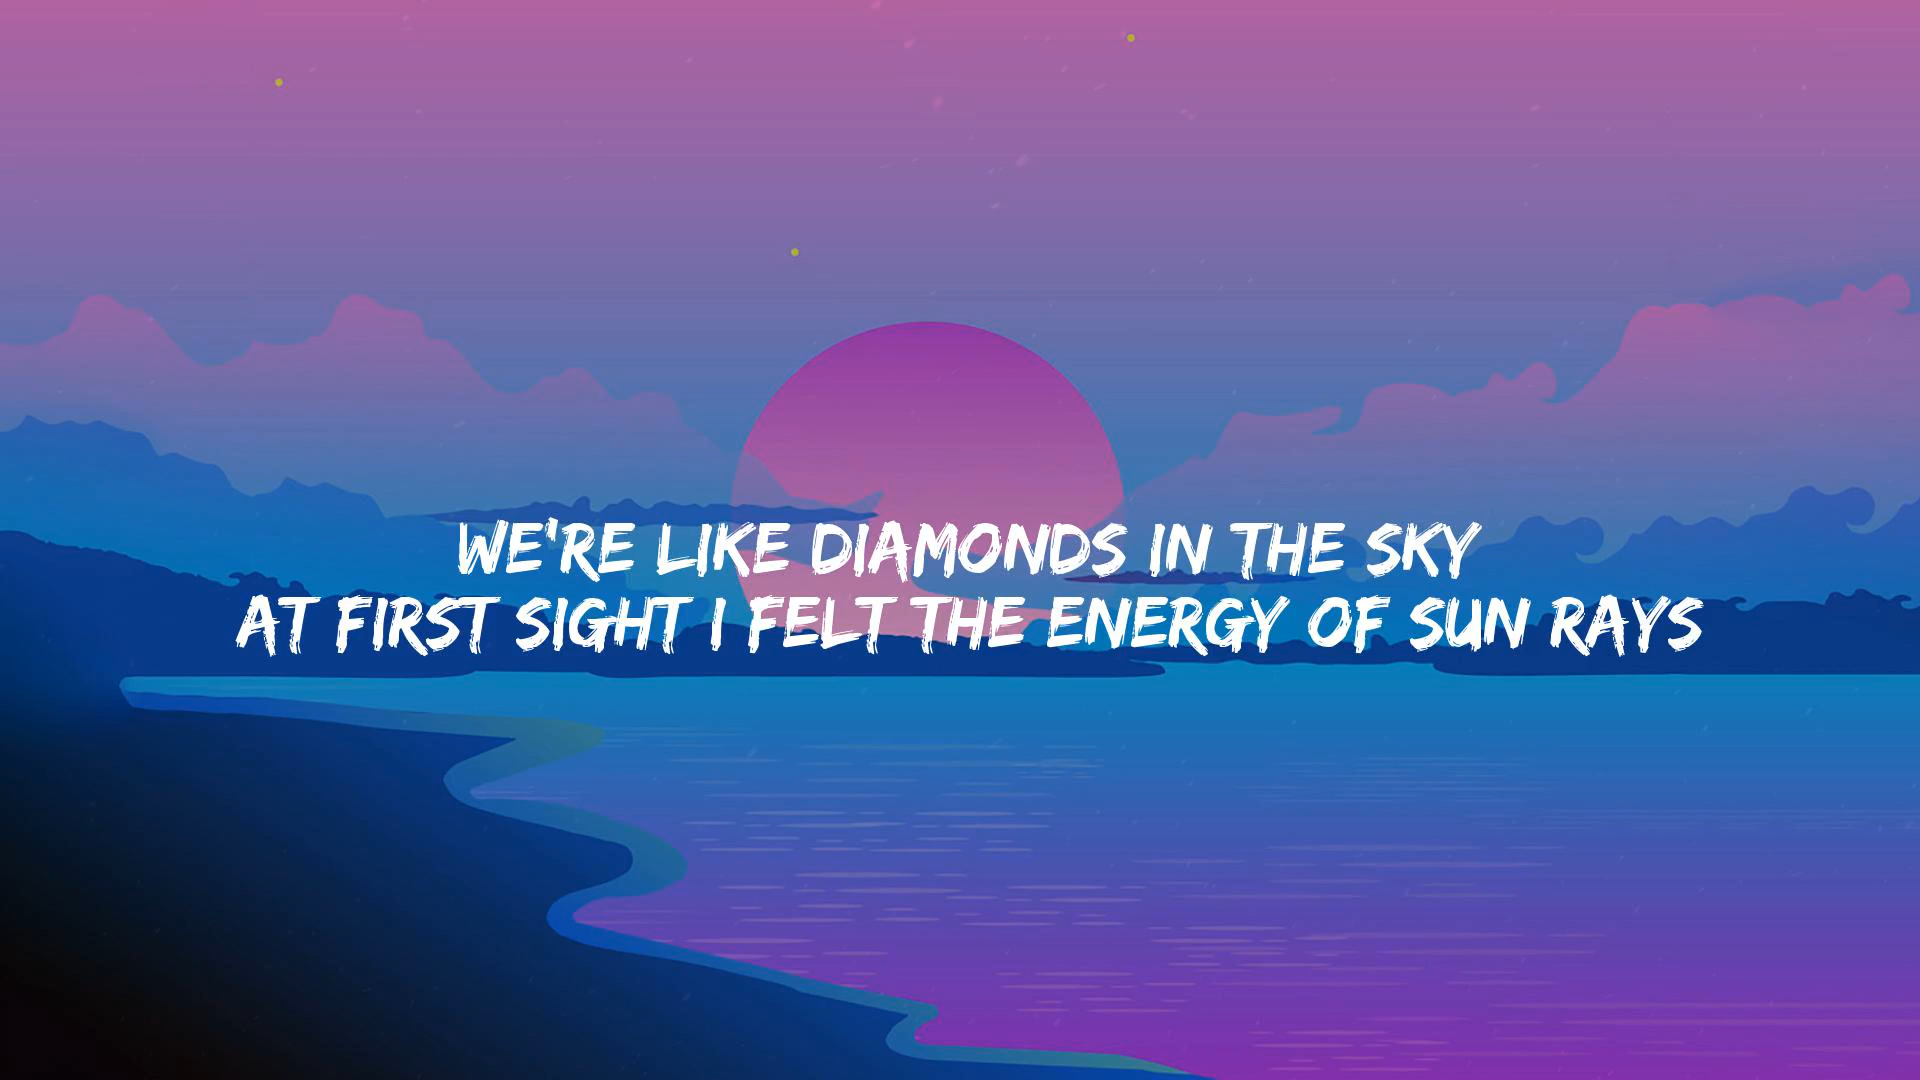 WE'RE LIKE DIAMONDS IN THE SKY
AT FIRST SIGHT I FELT THE ENERGY OF SUN RAYS